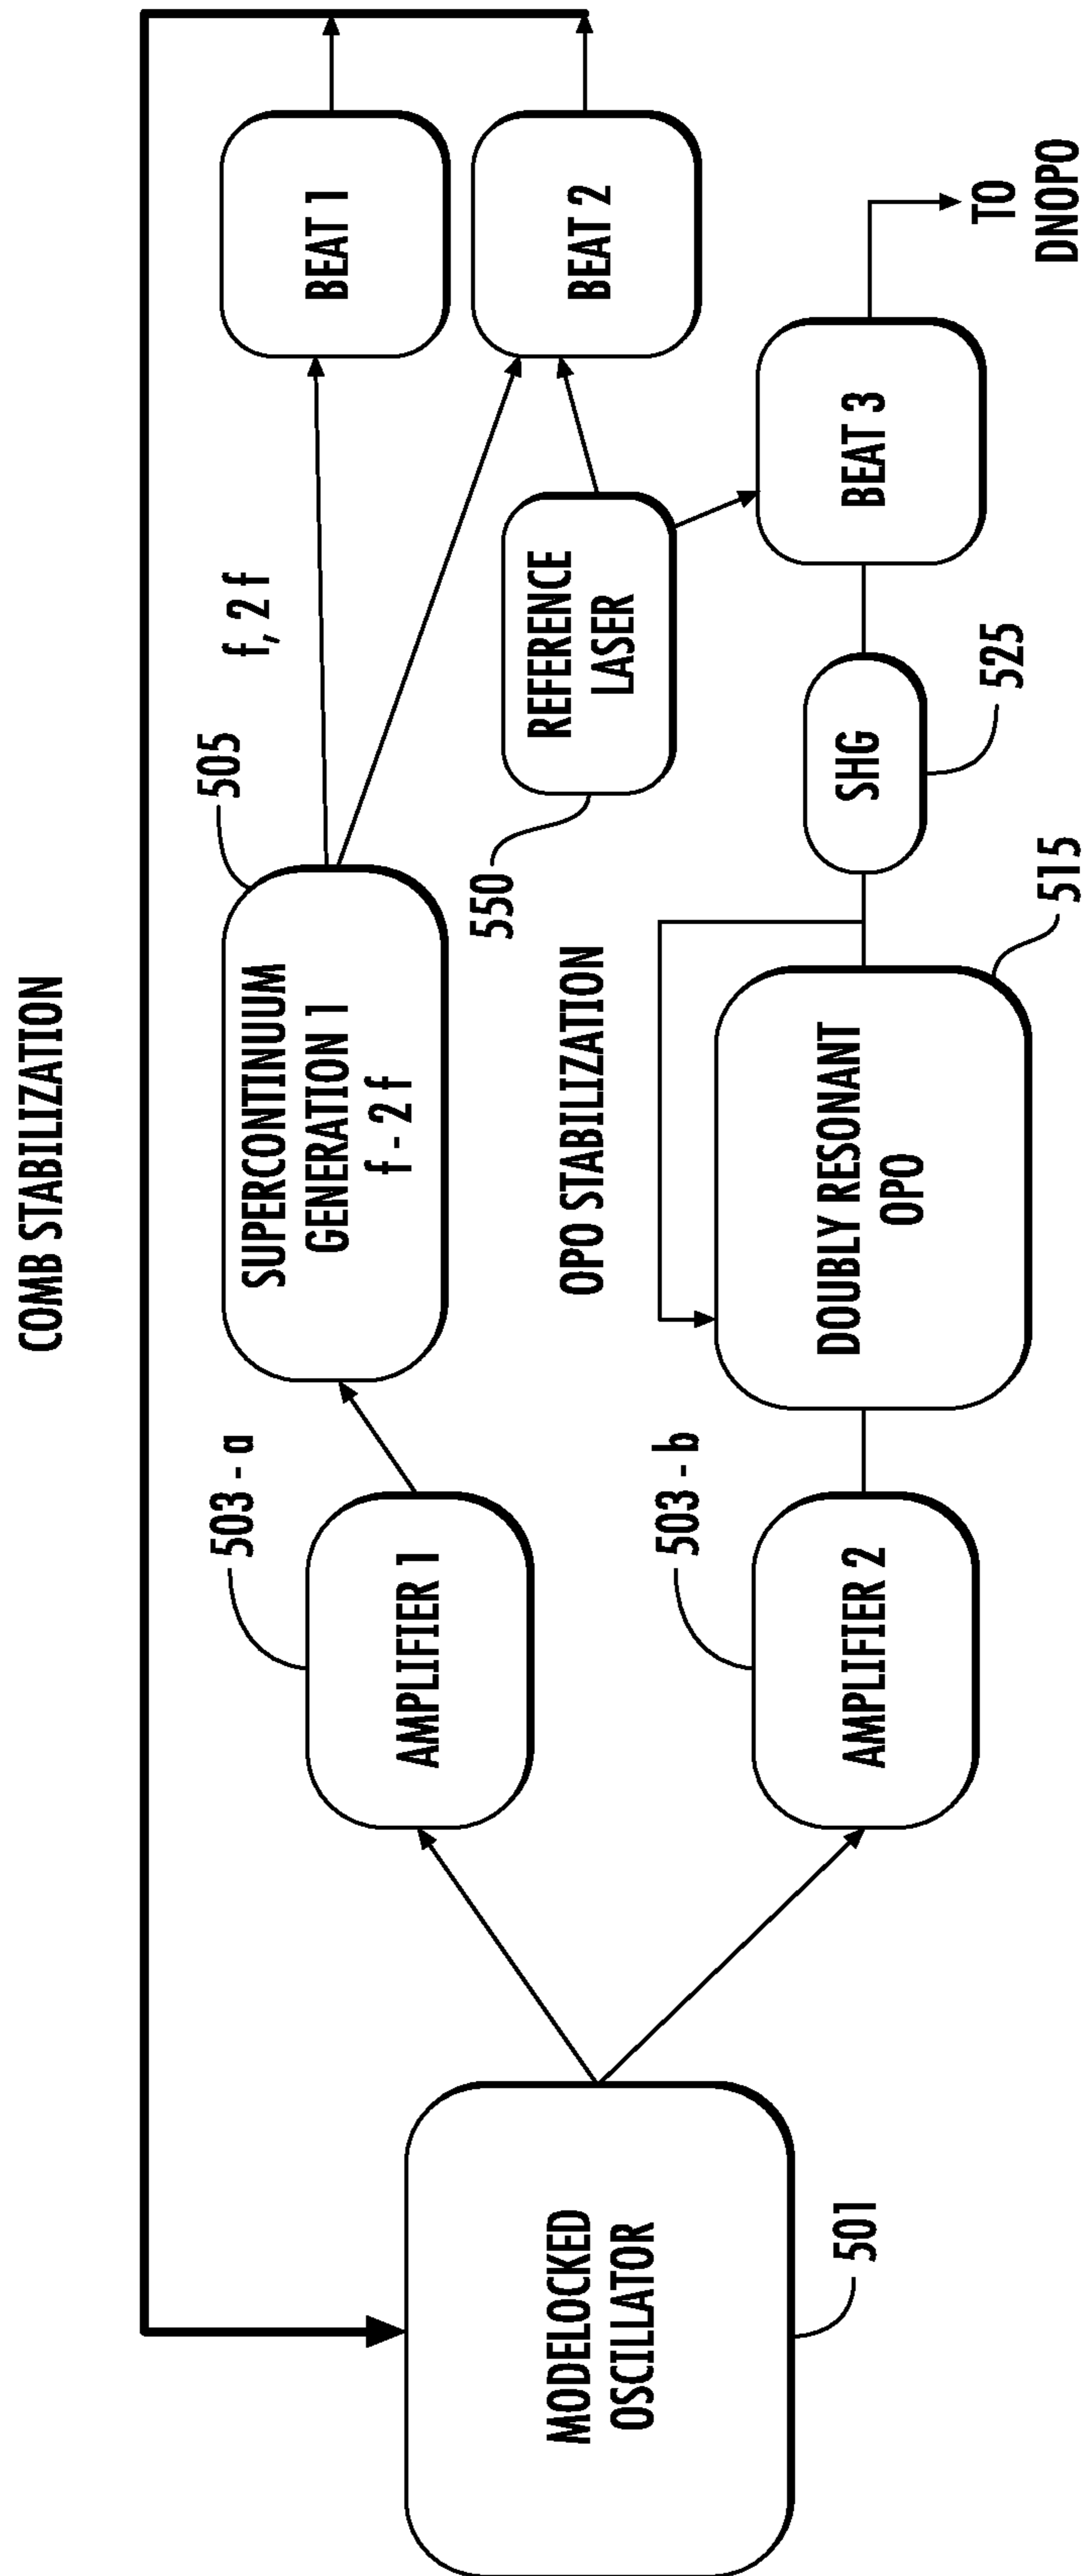 COMB STABILIZATION
503 - a
505
f, 2 f
BEAT 1
SUPERCONTINUUM
GENERATION 1
f - 2 f
AMPLIFIER 1
550
REFERENCE
LASER
BEAT 2
MODELOCKED
OSCILLATOR
501
OPO STABILIZATION
503 - b
AMPLIFIER 2
DOUBLY RESONANT
OPO
515
SHG
525
BEAT 3
TO
DNOPO